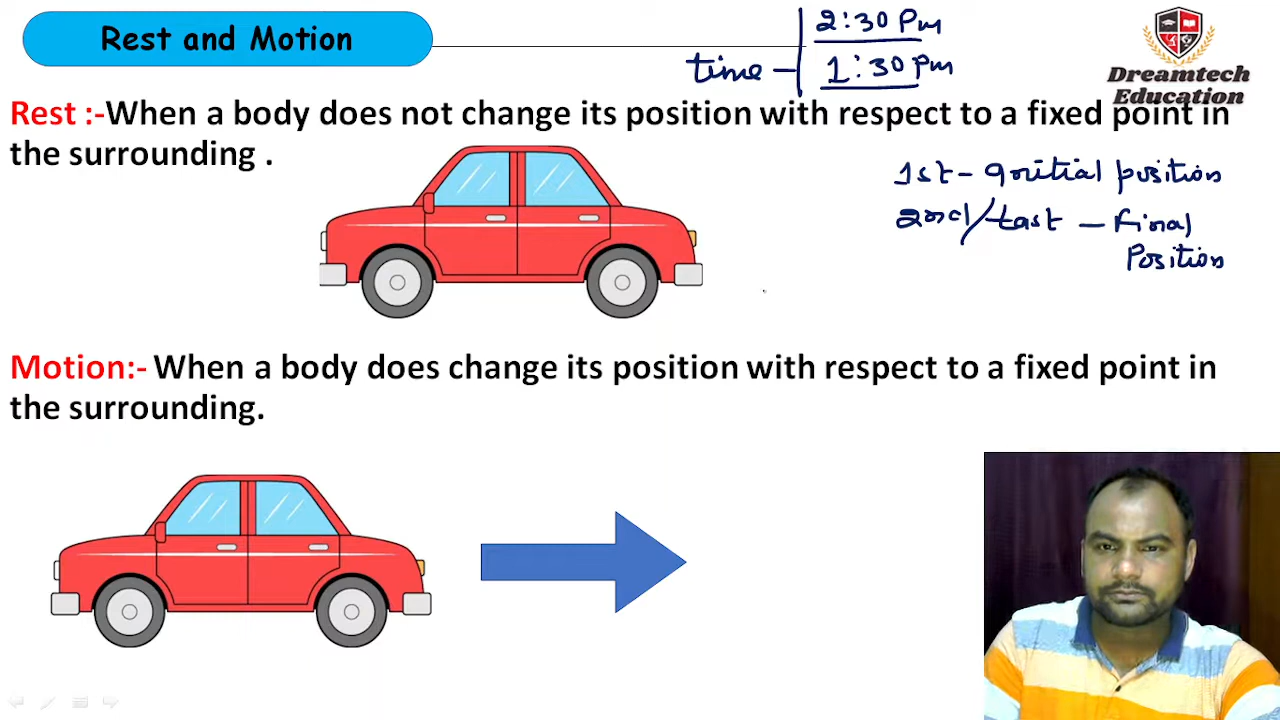 Rest and Motion
2:30 Pm
time – 1:30 Pm
Dreamtech
Education
Rest :-When a body does not change its position with respect to a fixed point in
the surrounding .
1st - Initial position
2nd/Last - Final
Position
Motion:- When a body does change its position with respect to a fixed point in
the surrounding.